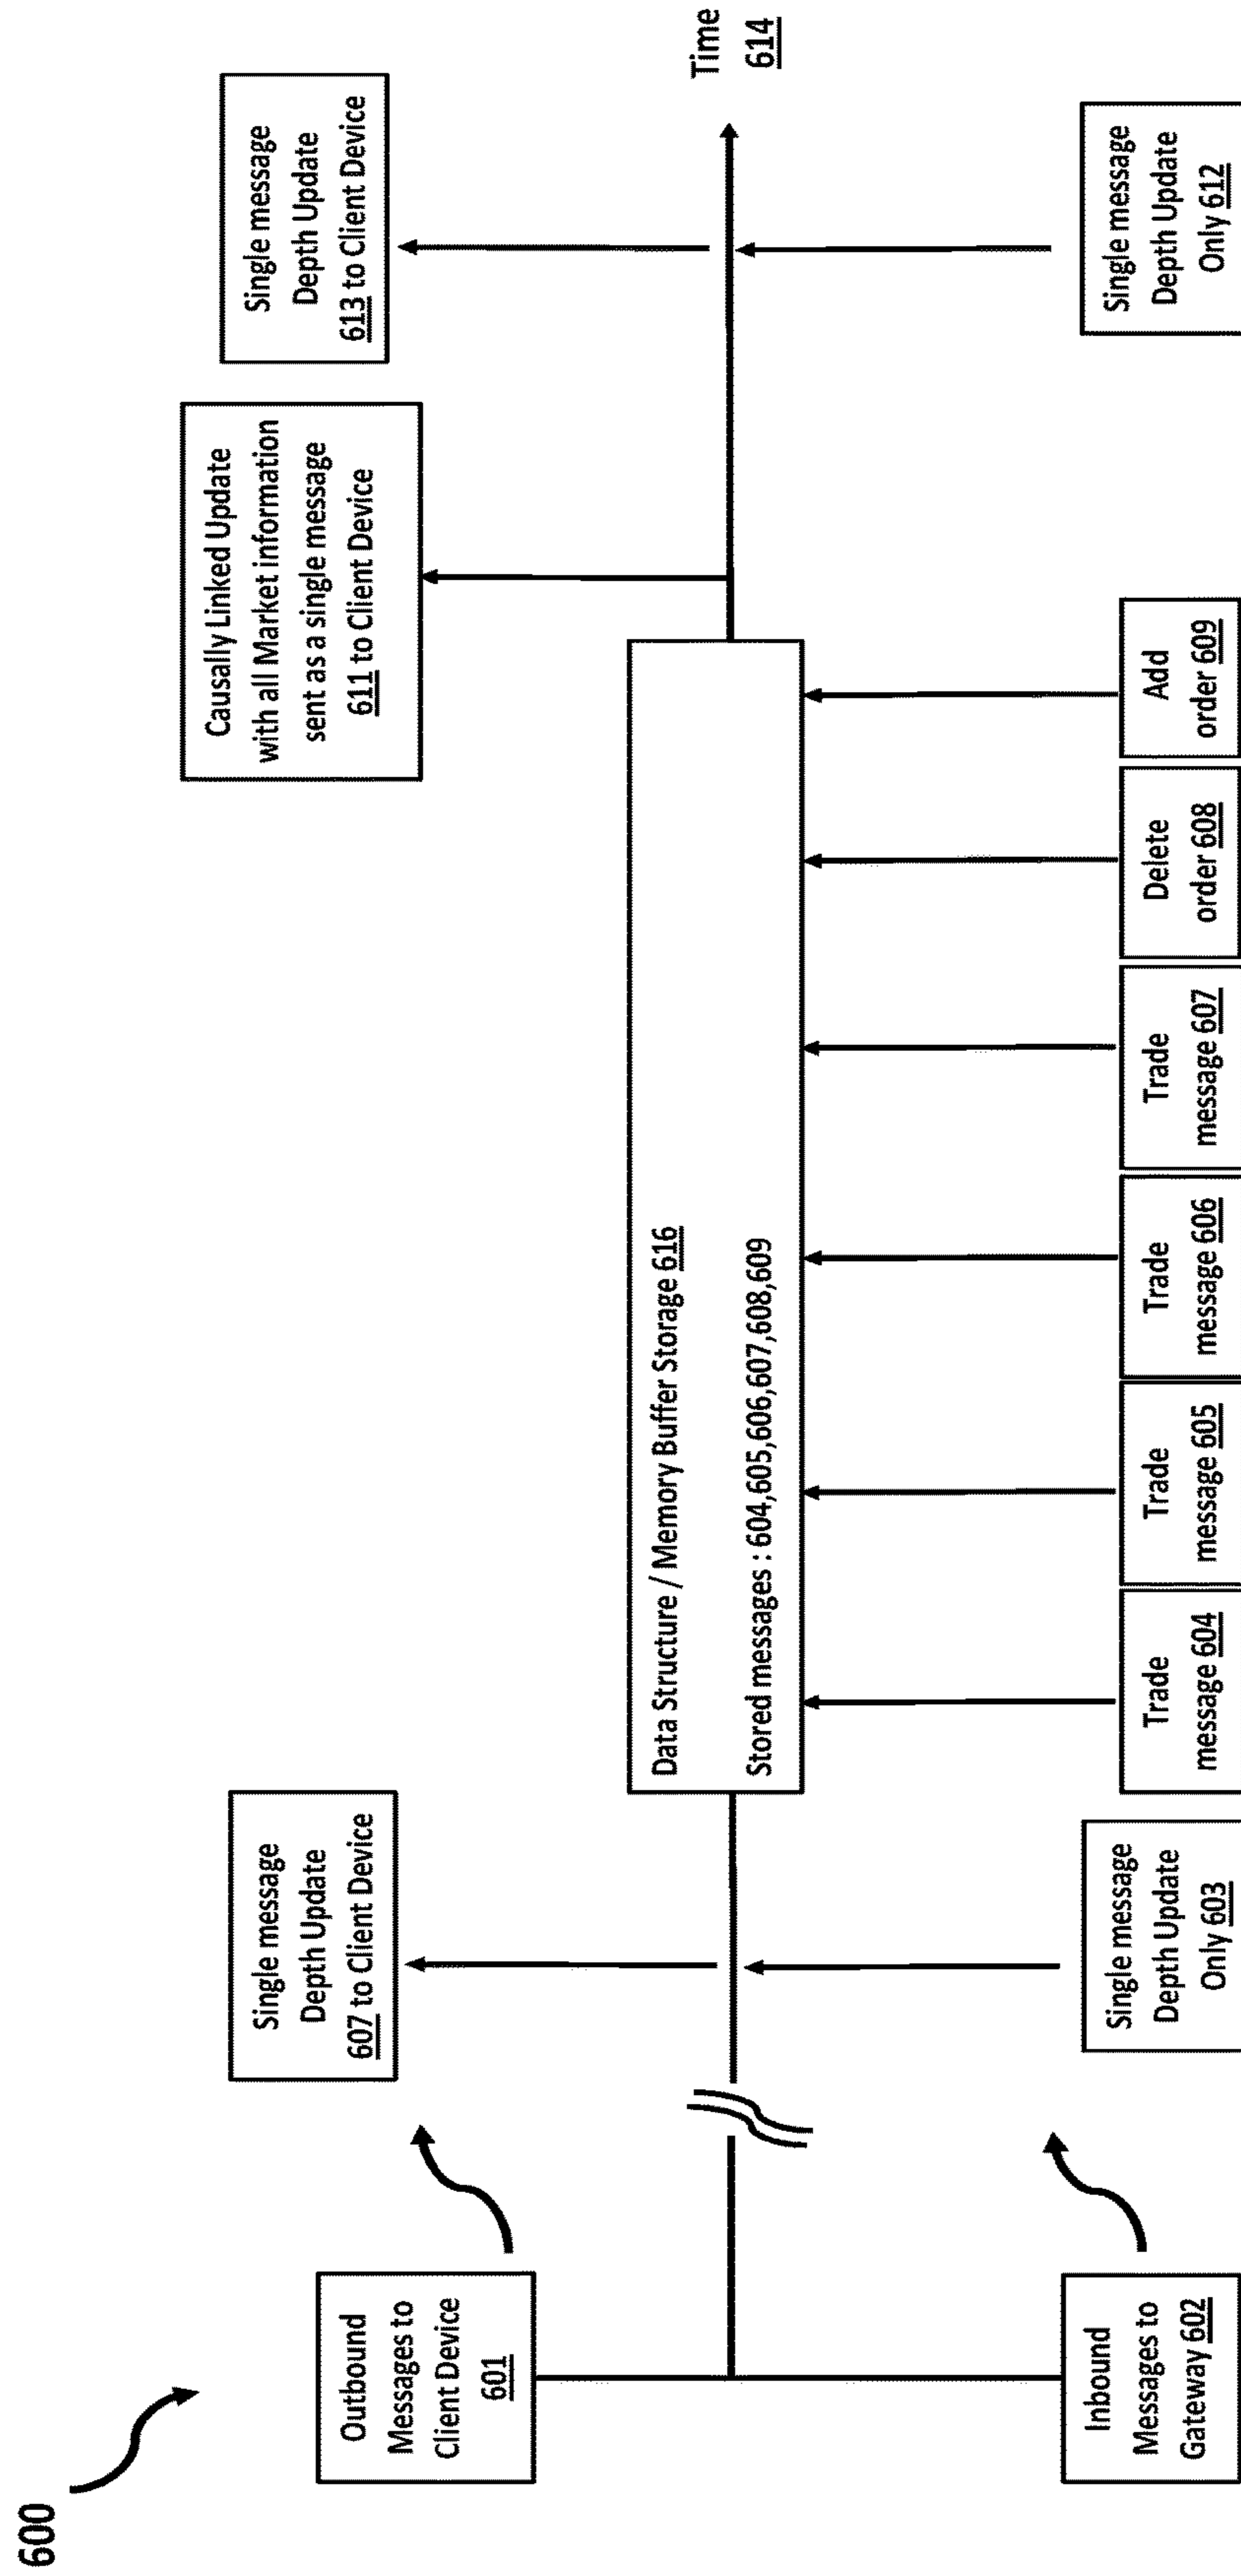 600
Outbound
Messages to
Client Device
601
Single message
Depth Update
607 to Client Device
Causally Linked Update
with all Market information
sent as a single message
611 to Client Device
Single message
Depth Update
613 to Client Device
Data Structure / Memory Buffer Storage 616
Stored messages : 604,605,606,607,608,609
Time
614
Inbound
Messages to
Gateway 602
Single message
Depth Update
Only 603
Trade
message 604
Trade
message 605
Trade
message 606
Trade
message 607
Delete
order 608
Add
order 609
Single message
Depth Update
Only 612